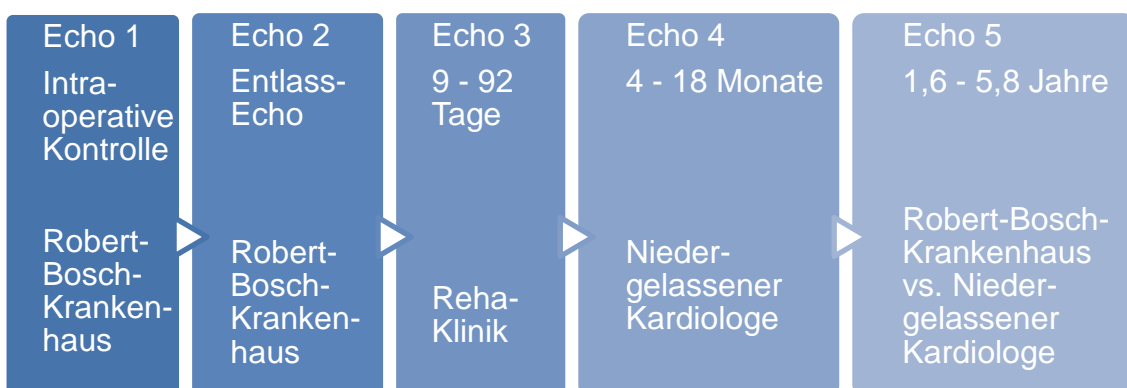 Echo 1
Intra-
operative
Kontrolle
Robert-
Bosch-
Kranken-
haus
Echo 2
Entlass-
Echo
Robert-
Bosch-
Kranken-
haus
Echo 3
9 - 92
Tage
Reha-
Klinik
Echo 4
4 - 18 Monate
Nieder-
gelassener
Kardiologe
Echo 5
1,6 - 5,8 Jahre
Robert-Bosch-
Krankenhaus
vs. Nieder-
gelassener
Kardiologe